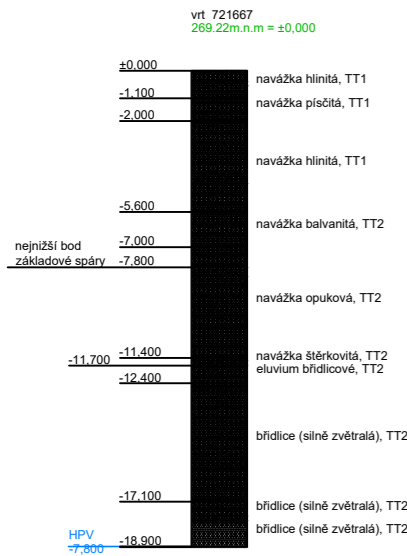 vrt 721667
269.22m.n.m = ±0,000
±0,000
navážka hlinitá, TT1
-1,100
navážka písčitá, TT1
-2,000
navážka hlinitá, TT1
-5,600
navážka balvanitá, TT2
nejnižší bod
základové spáry
-7,000
-7,800
navážka opuková, TT2
-11,400
navážka štěrkovitá, TT2
-11,700
eluvium břidlicové, TT2
-12,400
břidlice (silně zvětralá), TT2
-17,100
břidlice (silně zvětralá), TT2
břidlice (silně zvětralá), TT2
HPV
-7,800
-18,900